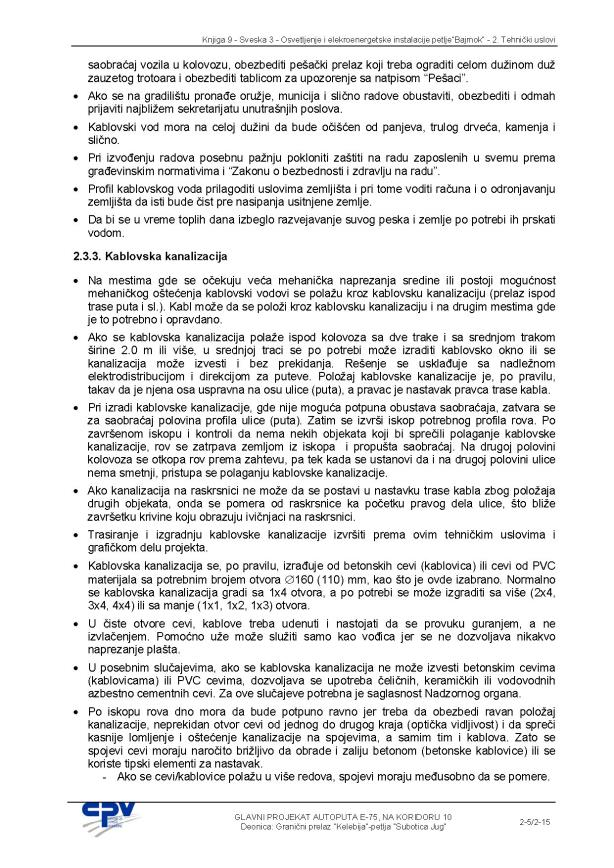 Knjiga 9 - Sveska 3 - Osvetljenje i elekroenergetske instalacije petlje"Bajmok" - 2. Tehnički uslovi
saobraćaj vozila u kolovozu, obezbediti pešački prelaz koji treba ograditi celom dužinom duž
zauzetog trotoara i obezbediti tablicom za upozorenje sa natpisom "Pešaci".
• Ako se na gradilištu pronađe oružje, municija i slično radove obustaviti, obezbediti i odmah
prijaviti najbližem sekretarijatu unutrašnjih poslova.
• Kablovski vod mora na celoj dužini da bude očišćen od panjeva, trulog drveća, kamenja i
slično.
• Pri izvođenju radova posebnu pažnju pokloniti zaštiti na radu zaposlenih u svemu prema
građevinskim normativima i "Zakonu o bezbednosti i zdravlju na radu".
• Profil kablovskog voda prilagoditi uslovima zemljišta i pri tome voditi računa i o odronjavanju
zemljišta da isti bude čist pre nasipanja usitnjene zemlje.
• Da bi se u vreme toplih dana izbeglo razvejavanje suvog peska i zemlje po potrebi ih prskati
vodom.
2.3.3. Kablovska kanalizacija
• Na mestima gde se očekuju veća mehanička naprezanja sredine ili postoji mogućnost
mehaničkog oštećenja kablovski vodovi se polažu kroz kablovsku kanalizaciju (prelaz ispod
trase puta i sl.). Kabl može da se položi kroz kablovsku kanalizaciju i na drugim mestima gde
je to potrebno i opravdano.
• Ako se kablovska kanalizacija polaže ispod kolovoza sa dve trake i sa srednjom trakom
širine 2.0 m ili više, u srednjoj traci se po potrebi može izraditi kablovsko okno ili se
kanalizacija može izvesti i bez prekidanja. Rešenje se usklađuje sa nadležnom
elektrodistribucijom i direkcijom za puteve. Položaj kablovske kanalizacije je, po pravilu,
takav da je njena osa uspravna na osu ulice (puta), a pravac je nastavak pravca trase kabla.
• Pri izradi kablovske kanalizacije, gde nije moguća potpuna obustava saobraćaja, zatvara se
za saobraćaj polovina profila ulice (puta). Zatim se izvrši iskop potrebnog profila rova. Po
završenom iskopu i kontroli da nema nekih objekata koji bi sprečili polaganje kablovske
kanalizacije, rov se zatrpava zemljom iz iskopa i propušta saobraćaj. Na drugoj polovini
kolovoza se otkopa rov prema zahtevu, pa tek kada se ustanovi da i na drugoj polovini ulice
nema smetnji, pristupa se polaganju kablovske kanalizacije.
• Ako kanalizacija na raskrsnici ne može da se postavi u nastavku trase kabla zbog položaja
drugih objekata, onda se pomera od raskrsnice ka početku pravog dela ulice, što bliže
završetku krivine koju obrazuju ivičnjaci na raskrsnici.
• Trasiranje i izgradnju kablovske kanalizacije izvršiti prema ovim tehničkim uslovima i
grafičkom delu projekta.
• Kablovska kanalizacija se, po pravilu, izrađuje od betonskih cevi (kablovica) ili cevi od PVC
materijala sa potrebnim brojem otvora ∅160 (110) mm, kao što je ovde izabrano. Normalno
se kablovska kanalizacija gradi sa 1x4 otvora, a po potrebi se može izgraditi sa više (2x4,
3x4, 4x4) ili sa manje (1x1, 1x2, 1x3) otvora.
• U čiste otvore cevi, kablove treba udenuti i nastojati da se provuku guranjem, a ne
izvlačenjem. Pomoćno uže može služiti samo kao vođica jer se ne dozvoljava nikakvo
naprezanje plašta.
• U posebnim slučajevima, ako se kablovska kanalizacija ne može izvesti betonskim cevima
(kablovicama) ili PVC cevima, dozvoljava se upotreba čeličnih, keramičkih ili vodovodnih
azbestno cementnih cevi. Za ove slučajeve potrebna je saglasnost Nadzornog organa.
• Po iskopu rova dno mora da bude potpuno ravno jer treba da obezbedi ravan položaj
kanalizacije, neprekidan otvor cevi od jednog do drugog kraja (optička vidljivost) i da spreči
kasnije lomljenje i oštećenje kanalizacije na spojevima, a samim tim i kablova. Zato se
spojevi cevi moraju naročito brižljivo da obrade i zaliju betonom (betonske kablovice) ili se
koriste tipski elementi za nastavak.
- Ako se cevi/kablovice polažu u više redova, spojevi moraju međusobno da se pomere.
CPV
GLAVNI PROJEKAT AUTOPUTA E-75, NA KORIDORU 10
Deonica: Granični prelaz "Kelebija"-petlja "Subotica Jug"
2-5/2-15